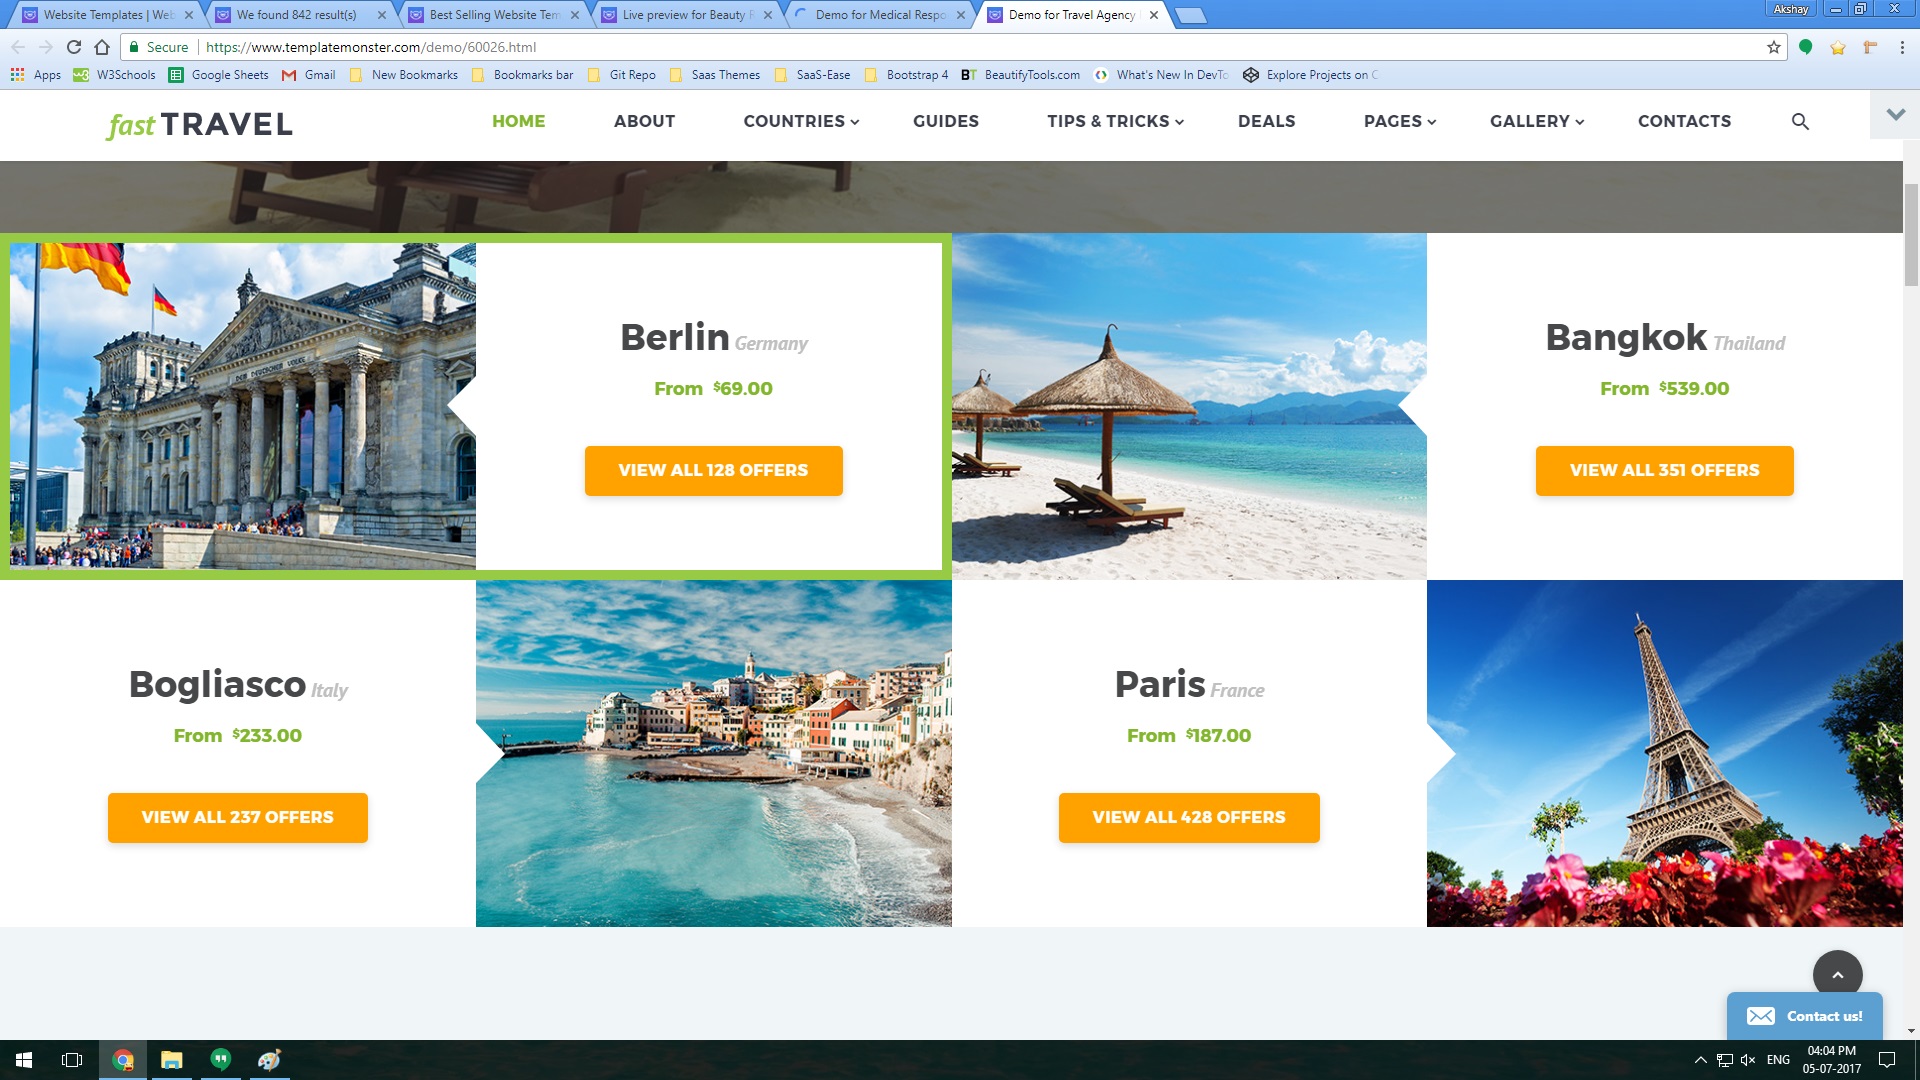 Akshay
Website Templates | Web
We found 842 result(s)
Best Selling Website Tem
Live preview for Beauty R
Demo for Medical Respo
Demo for Travel Agency
Secure
https://www.templatemonster.com/demo/60026.html
Apps
W3Schools
Google Sheets
Gmail
New Bookmarks
Bookmarks bar
Git Repo
Saas Themes
SaaS-Ease
Bootstrap 4
BT
BeautifyTools.com
What's New In DevTo
Explore Projects on C
fast TRAVEL
HOME
ABOUT
COUNTRIES
GUIDES
TIPS & TRICKS
DEALS
PAGES
GALLERY
CONTACTS
Berlin Germany
From $69.00
VIEW ALL 128 OFFERS
Bangkok Thailand
From $539.00
VIEW ALL 351 OFFERS
Bogliasco Italy
From $233.00
VIEW ALL 237 OFFERS
Paris France
From $187.00
VIEW ALL 428 OFFERS
Contact us!
ENG
04:04 PM
05-07-2017